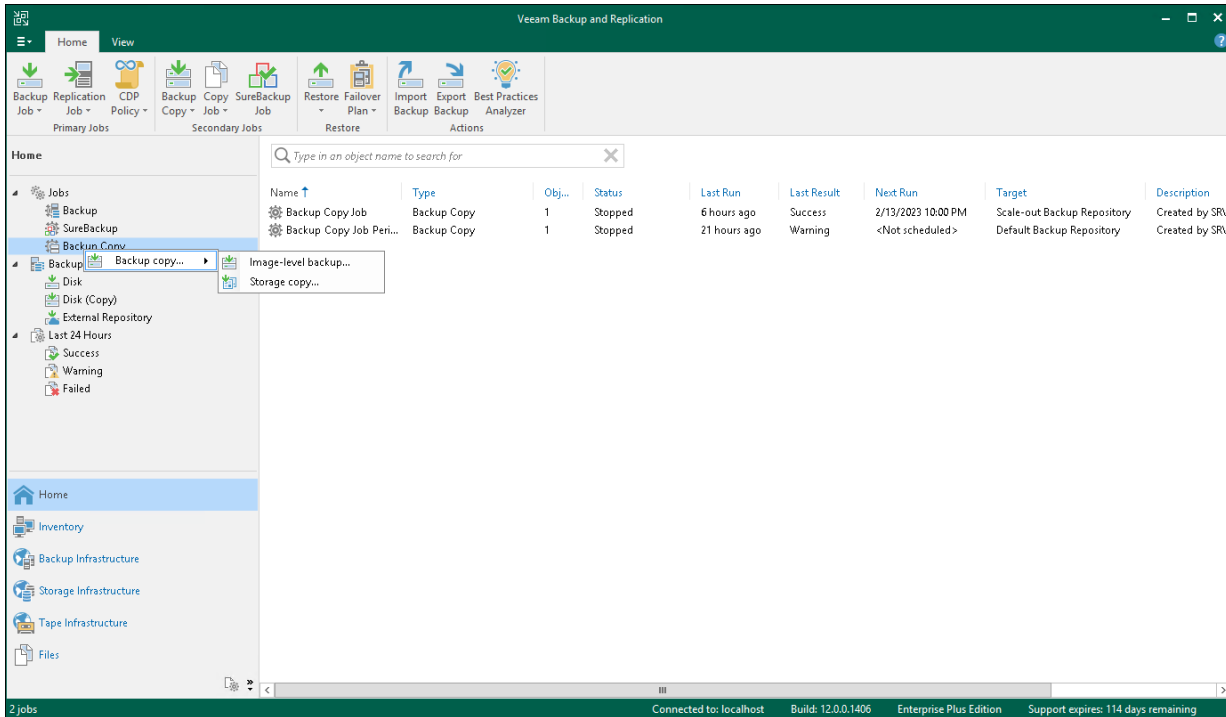 Veeam Backup and Replication
Home View
Backup Job Replication Job CDP Policy Backup Copy Copy Job SureBackup Job Restore Failover Plan Import Backup Export Backup Best Practices Analyzer
Primary Jobs Secondary Jobs Restore Actions
Home
Type in an object name to search for
Jobs
Backup
SureBackup
Backup Copy
Backup
Disk
Disk (Copy)
External Repository
Last 24 Hours
Success
Warning
Failed
Backup copy...
Image-level backup...
Storage copy...
Name Type Obj... Status Last Run Last Result Next Run Target Description
Backup Copy Job Backup Copy 1 Stopped 6 hours ago Success 2/13/2023 10:00 PM Scale-out Backup Repository Created by SRV
Backup Copy Job Peri... Backup Copy 1 Stopped 21 hours ago Warning <Not scheduled> Default Backup Repository Created by SRV
Home
Inventory
Backup Infrastructure
Storage Infrastructure
Tape Infrastructure
Files
2 jobs Connected to: localhost Build: 12.0.0.1406 Enterprise Plus Edition Support expires: 114 days remaining